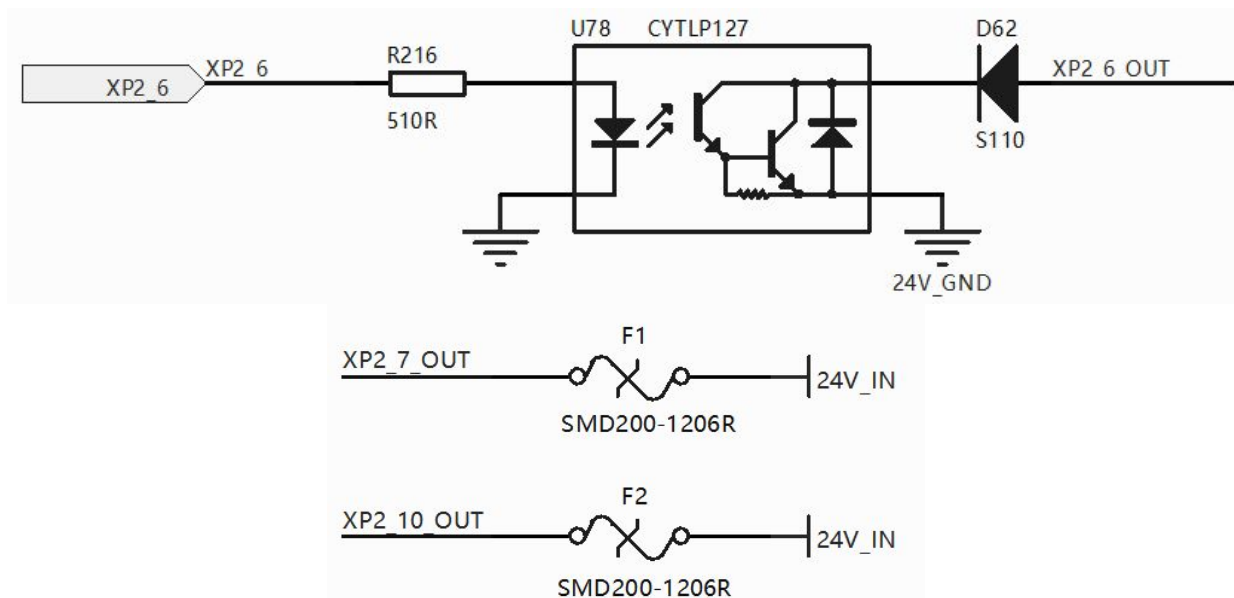 U78 CYTLP127 D62
XP2_6 XP2_6 R216 XP2_6_OUT
510R S110
24V_GND
F1
XP2_7_OUT 24V_IN
SMD200-1206R
F2
XP2_10_OUT 24V_IN
SMD200-1206R